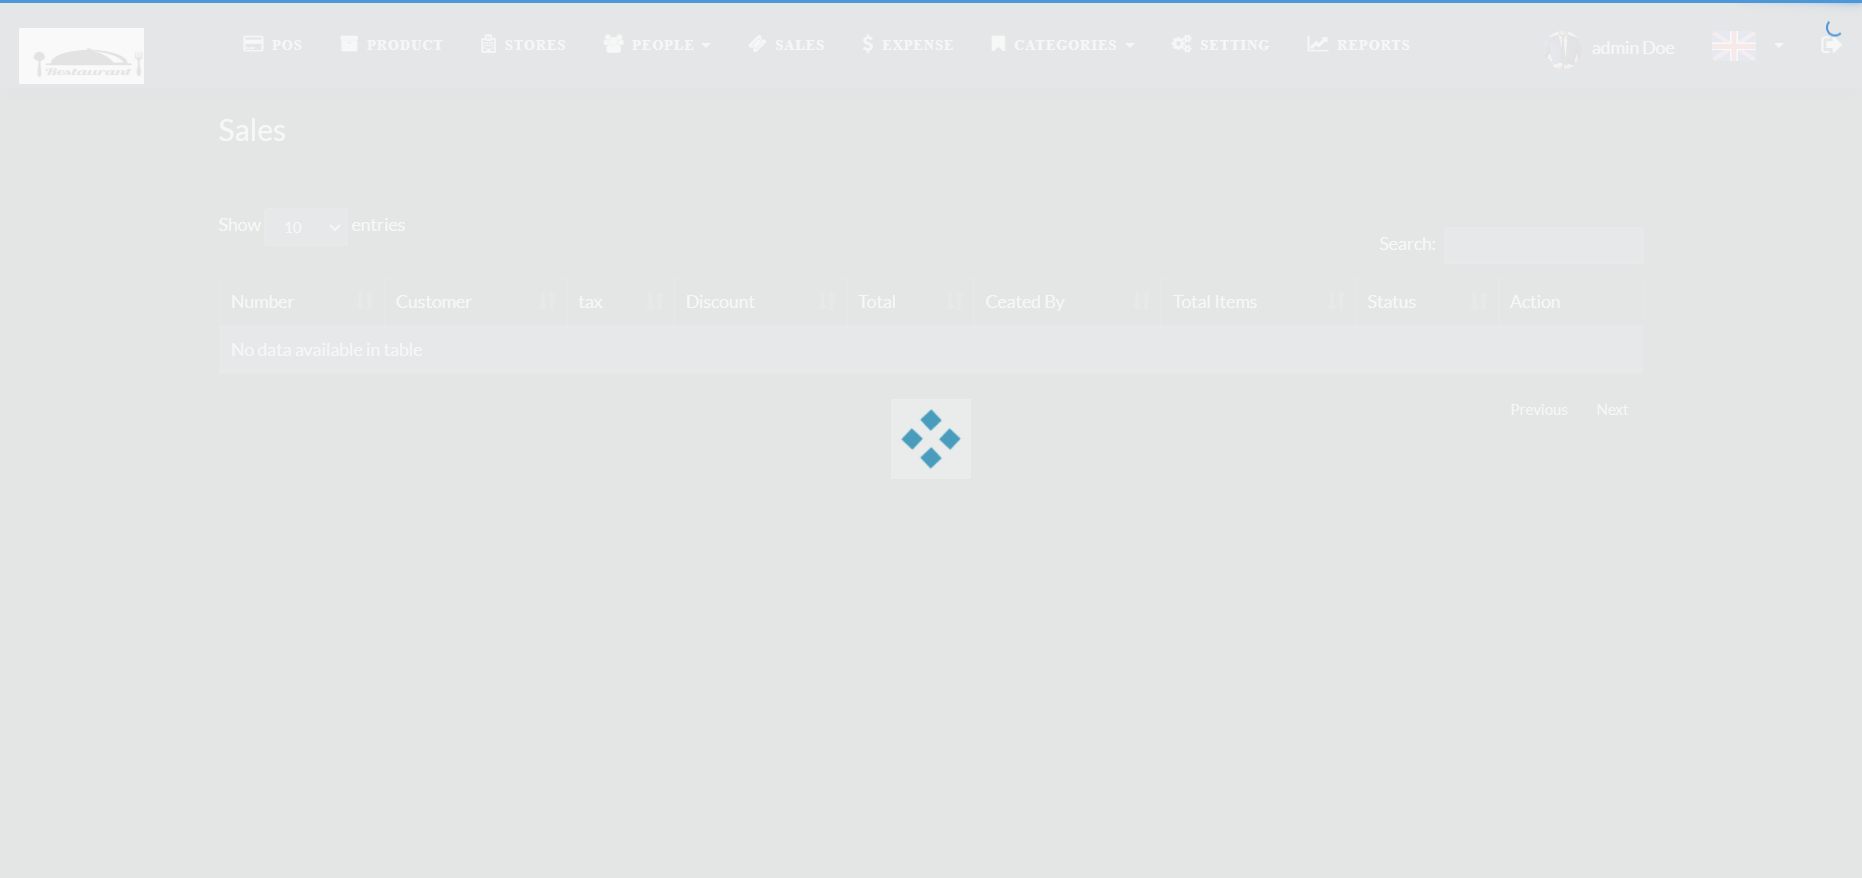 Restaurant
POS PRODUCT STORES PEOPLE SALES EXPENSE CATEGORIES SETTING REPORTS admin Doe
Sales
Show 10 entries
Search:
Number Customer tax Discount Total Ceated By Total Items Status Action
No data available in table
Previous Next